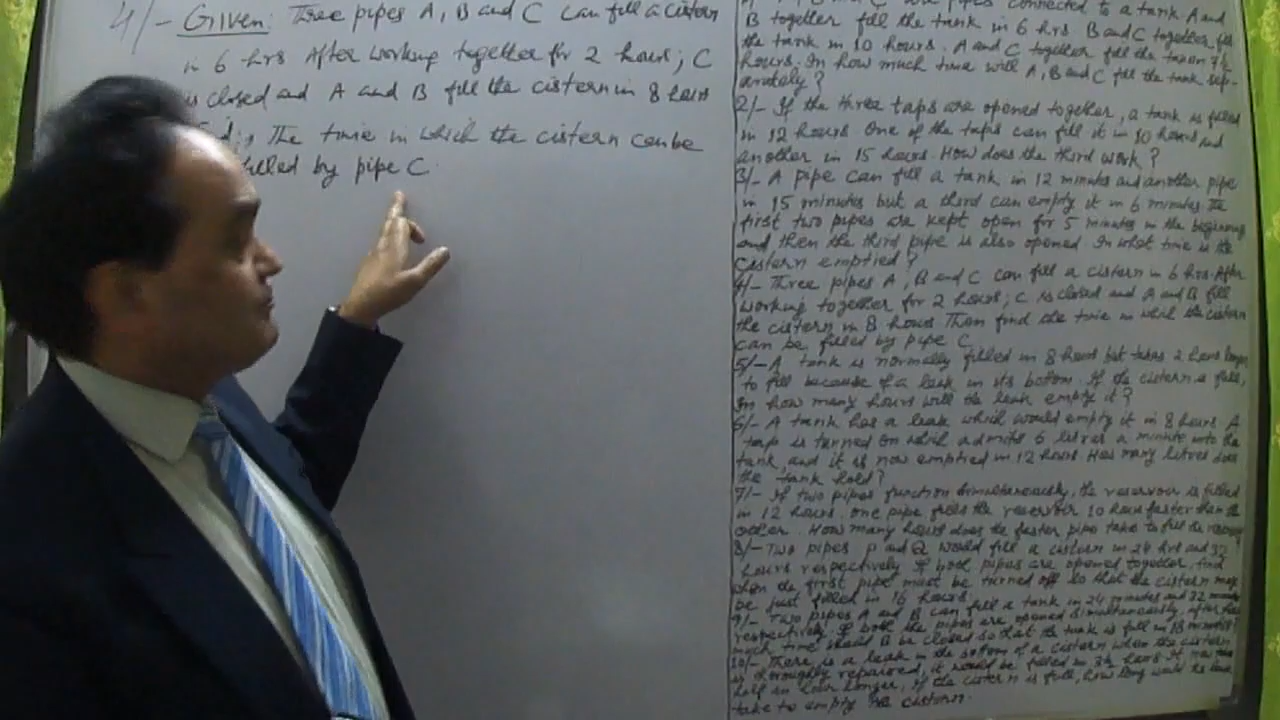 4/- Given: Three pipes A, B and C can fill a cistern
in 6 hrs After working together for 2 hours; C
is closed and A and B fill the cistern in 8 hours
The time in which the cistern can be
filled by pipe C.
pipes connected to a tank A and
B together fill the tank in 6 hrs B and C together fill
the tank in 10 hours. A and C together fill the tank in 7½
hours. In how much time will A, B and C fill the tank sep-
arately?
2/- If the three taps are opened together, a tank is filled
in 12 hours One of the taps can fill it in 10 hours and
another in 15 hours. How does the third work?
3/- A pipe can fill a tank in 12 minutes and another pipe
in 15 minutes but a third can empty it in 6 minutes The
first two pipes are kept open for 5 minutes in the beginning
and then the third pipe is also opened In what time is the
cistern emptied?
4/- Three pipes A, B and C can fill a cistern in 6 hrs. After
working together for 2 hours; C is closed and A and B fill
the cistern in 8 hours Then find the time in which the cistern
can be filled by pipe C
5/- A tank is normally filled in 8 hours but takes 2 hours longer
to fill because of a leak in its bottom. If the cistern is full,
In how many hours will the leak empty it?
6/- A tank has a leak which would empty it in 8 hours A
tap is turned on which admits 6 litres a minute into the
tank, and it is now emptied in 12 hours. How many litres does
the tank hold?
7/- If two pipes function simultaneously, the reservoir is filled
in 12 hours. One pipe fills the reservoir 10 hours faster than the
other. How many hours does the faster pipe take to fill the
8/- Two pipes P and Q would fill a cistern in 24 hrs and 32
hours respectively If both pipes are opened together, find
when the first pipe must be turned off so that the cistern may
be just filled in 16 hours.
9/- Two pipes A and B can fill a tank in 24 minutes and 32 minutes
respectively. If both the pipes are opened simultaneously, after how
much time should B be closed so that the tank is full in 18 minutes?
10/- There is a leak in the bottom of a cistern when the cistern
is thoroughly repaired, it would be filled in 3½ hours It now takes
half an hour longer, If the cistern is full, how long would the leak
take to empty the cistern.